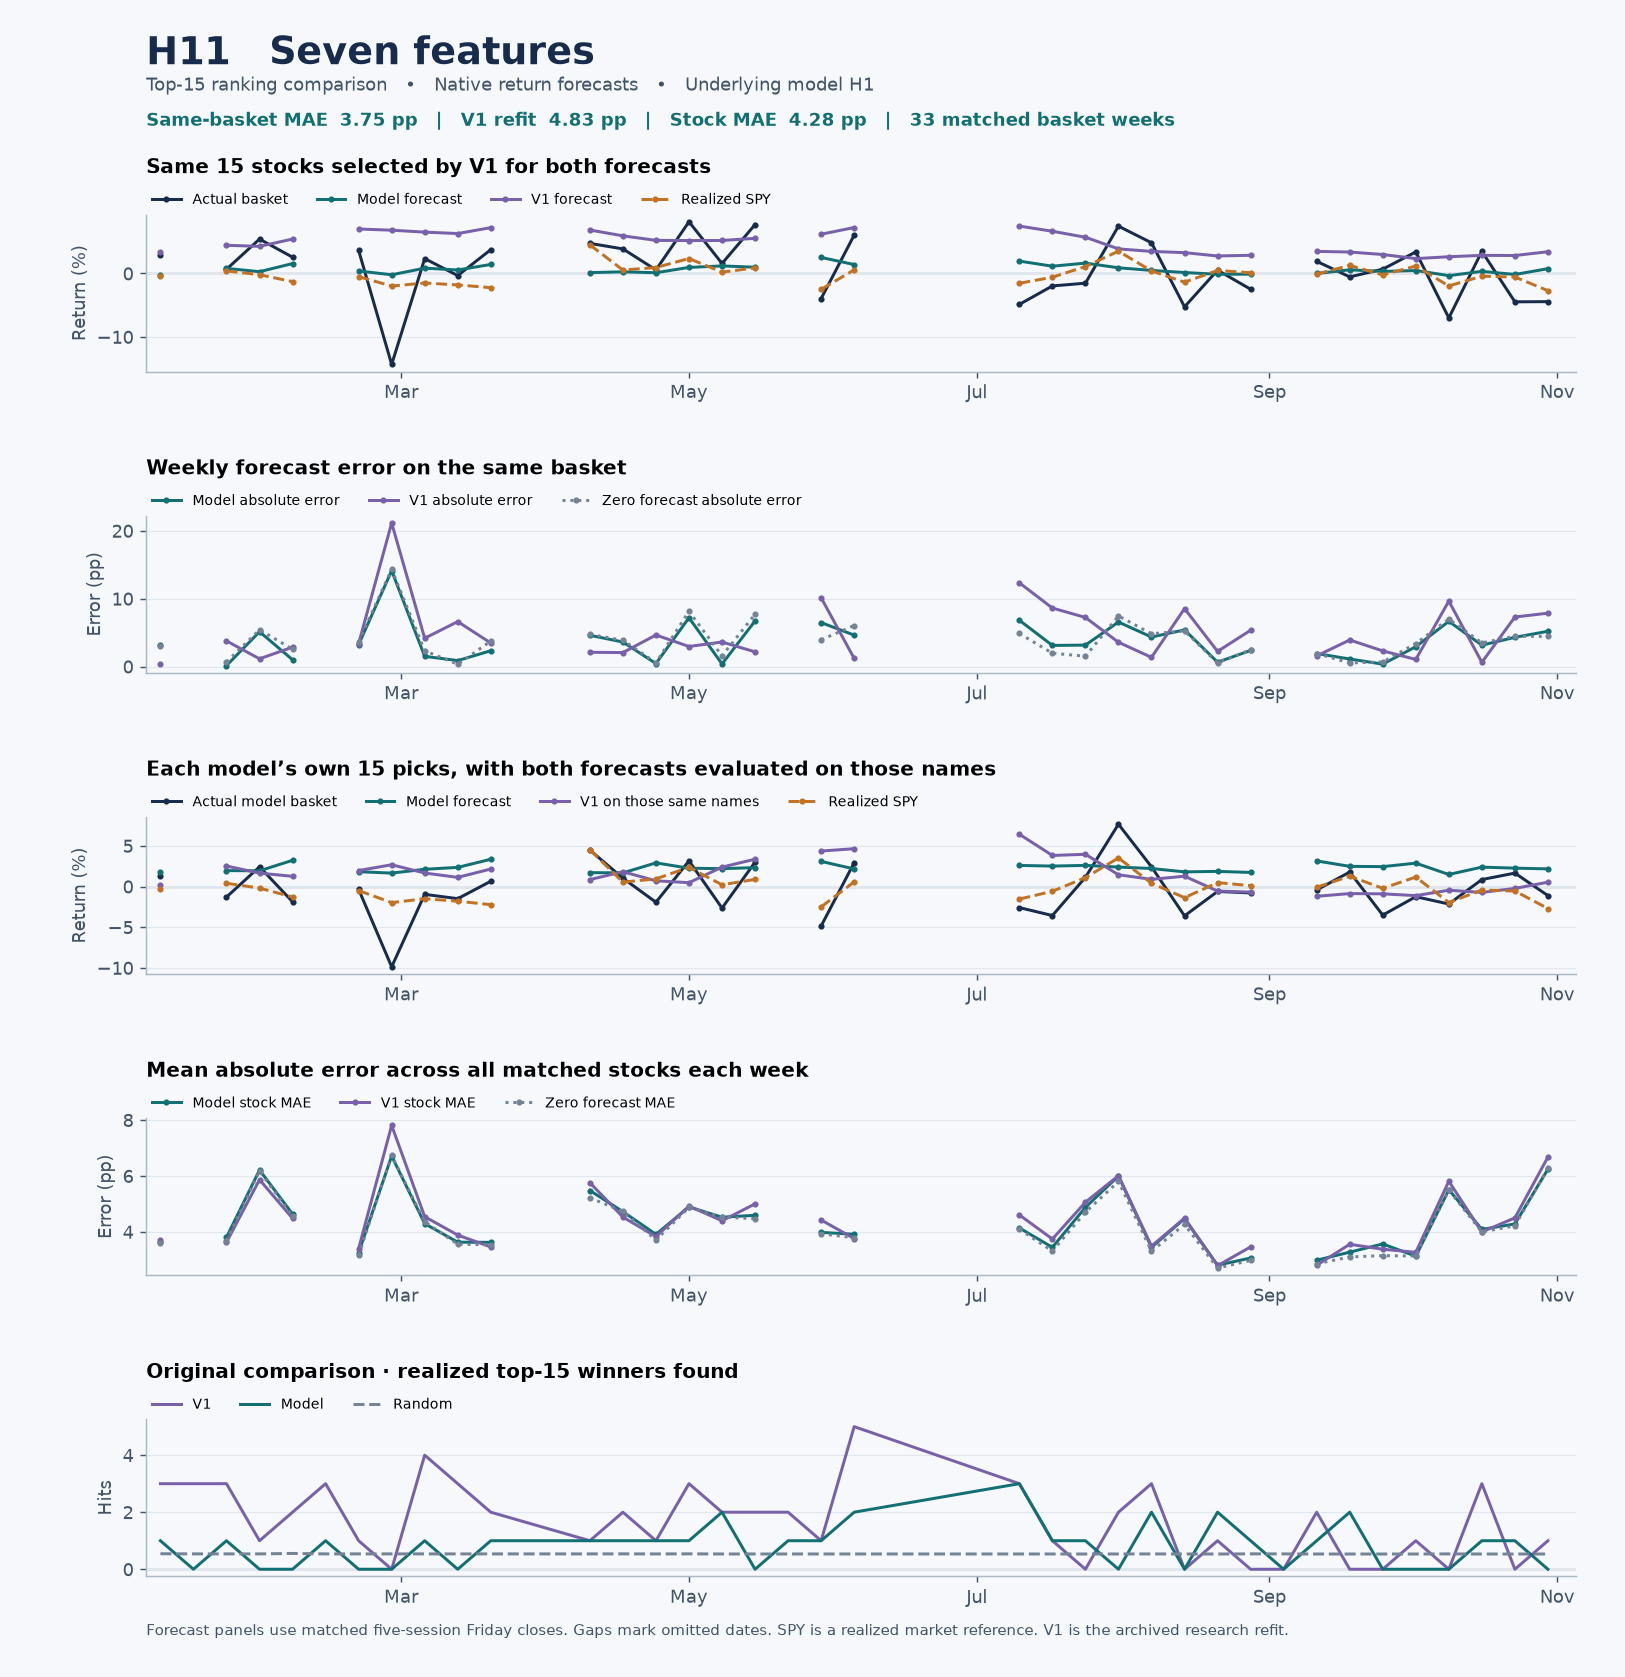 H11   Seven features
Top-15 ranking comparison   •   Native return forecasts   •   Underlying model H1
Same-basket MAE  3.75 pp   |   V1 refit  4.83 pp   |   Stock MAE  4.28 pp   |   33 matched basket weeks
Same 15 stocks selected by V1 for both forecasts
Actual basket   Model forecast   V1 forecast   Realized SPY
Return (%)
0
−10
Mar   May   Jul   Sep   Nov
Weekly forecast error on the same basket
Model absolute error   V1 absolute error   Zero forecast absolute error
Error (pp)
20
10
0
Mar   May   Jul   Sep   Nov
Each model’s own 15 picks, with both forecasts evaluated on those names
Actual model basket   Model forecast   V1 on those same names   Realized SPY
Return (%)
5
0
−5
−10
Mar   May   Jul   Sep   Nov
Mean absolute error across all matched stocks each week
Model stock MAE   V1 stock MAE   Zero forecast MAE
Error (pp)
8
6
4
Mar   May   Jul   Sep   Nov
Original comparison · realized top-15 winners found
V1   Model   Random
Hits
4
2
0
Mar   May   Jul   Sep   Nov
Forecast panels use matched five-session Friday closes. Gaps mark omitted dates. SPY is a realized market reference. V1 is the archived research refit.